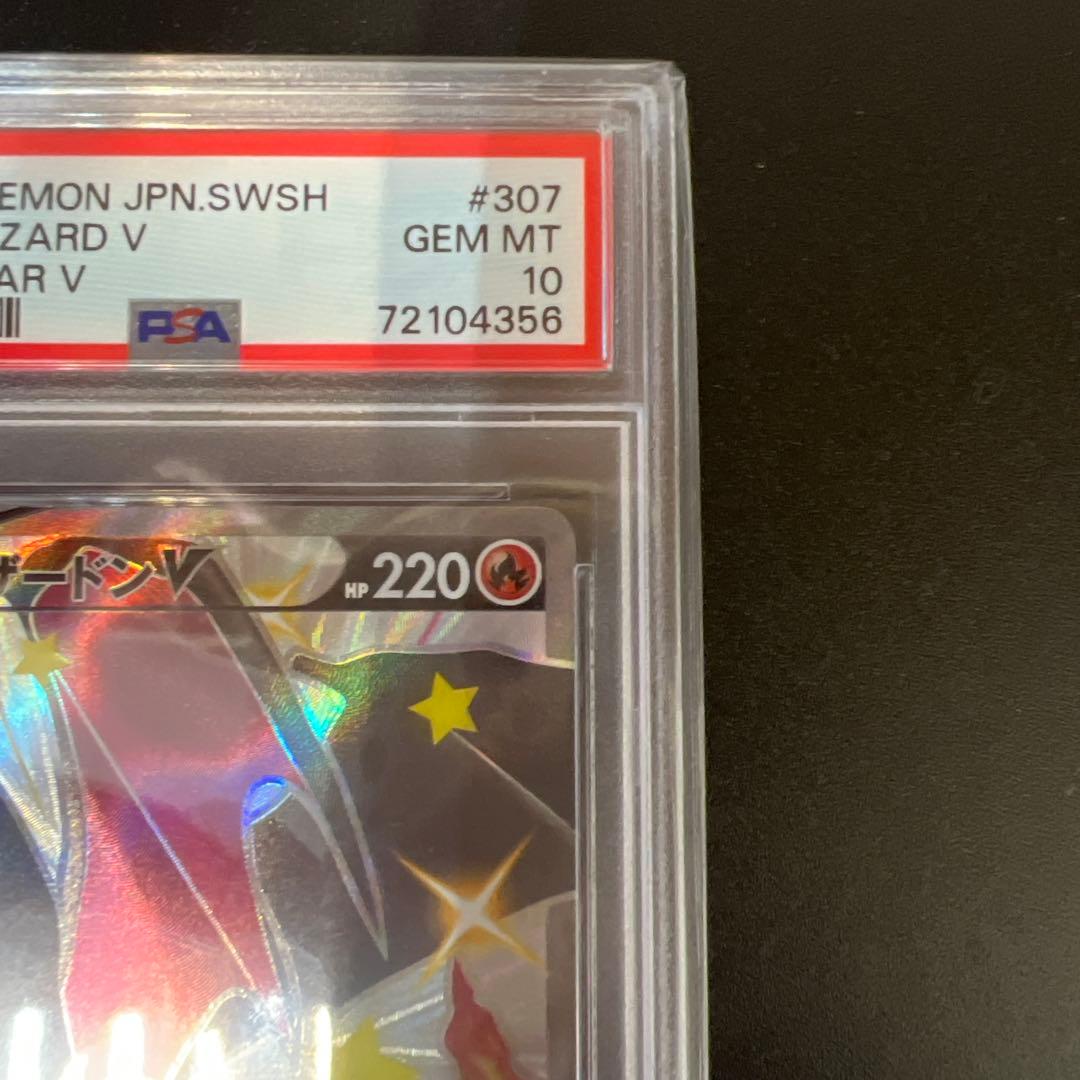 EMON JPN.SWSH #307
ZARD V GEM MT
AR V 10
PSA 72104356
ザードンV HP 220